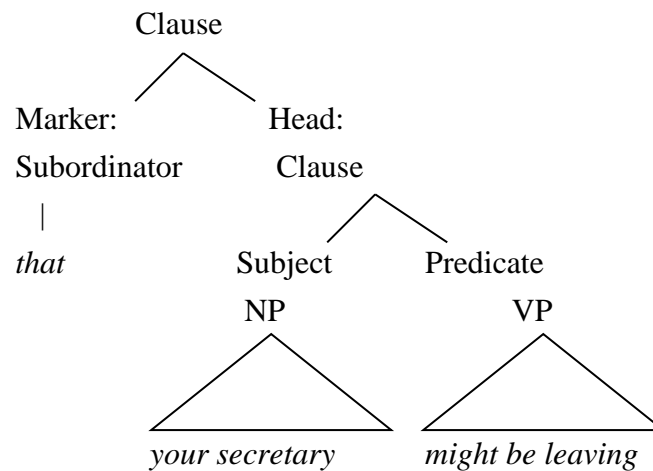 Clause
Marker: Head:
Subordinator Clause
that Subject Predicate
NP VP
your secretary might be leaving